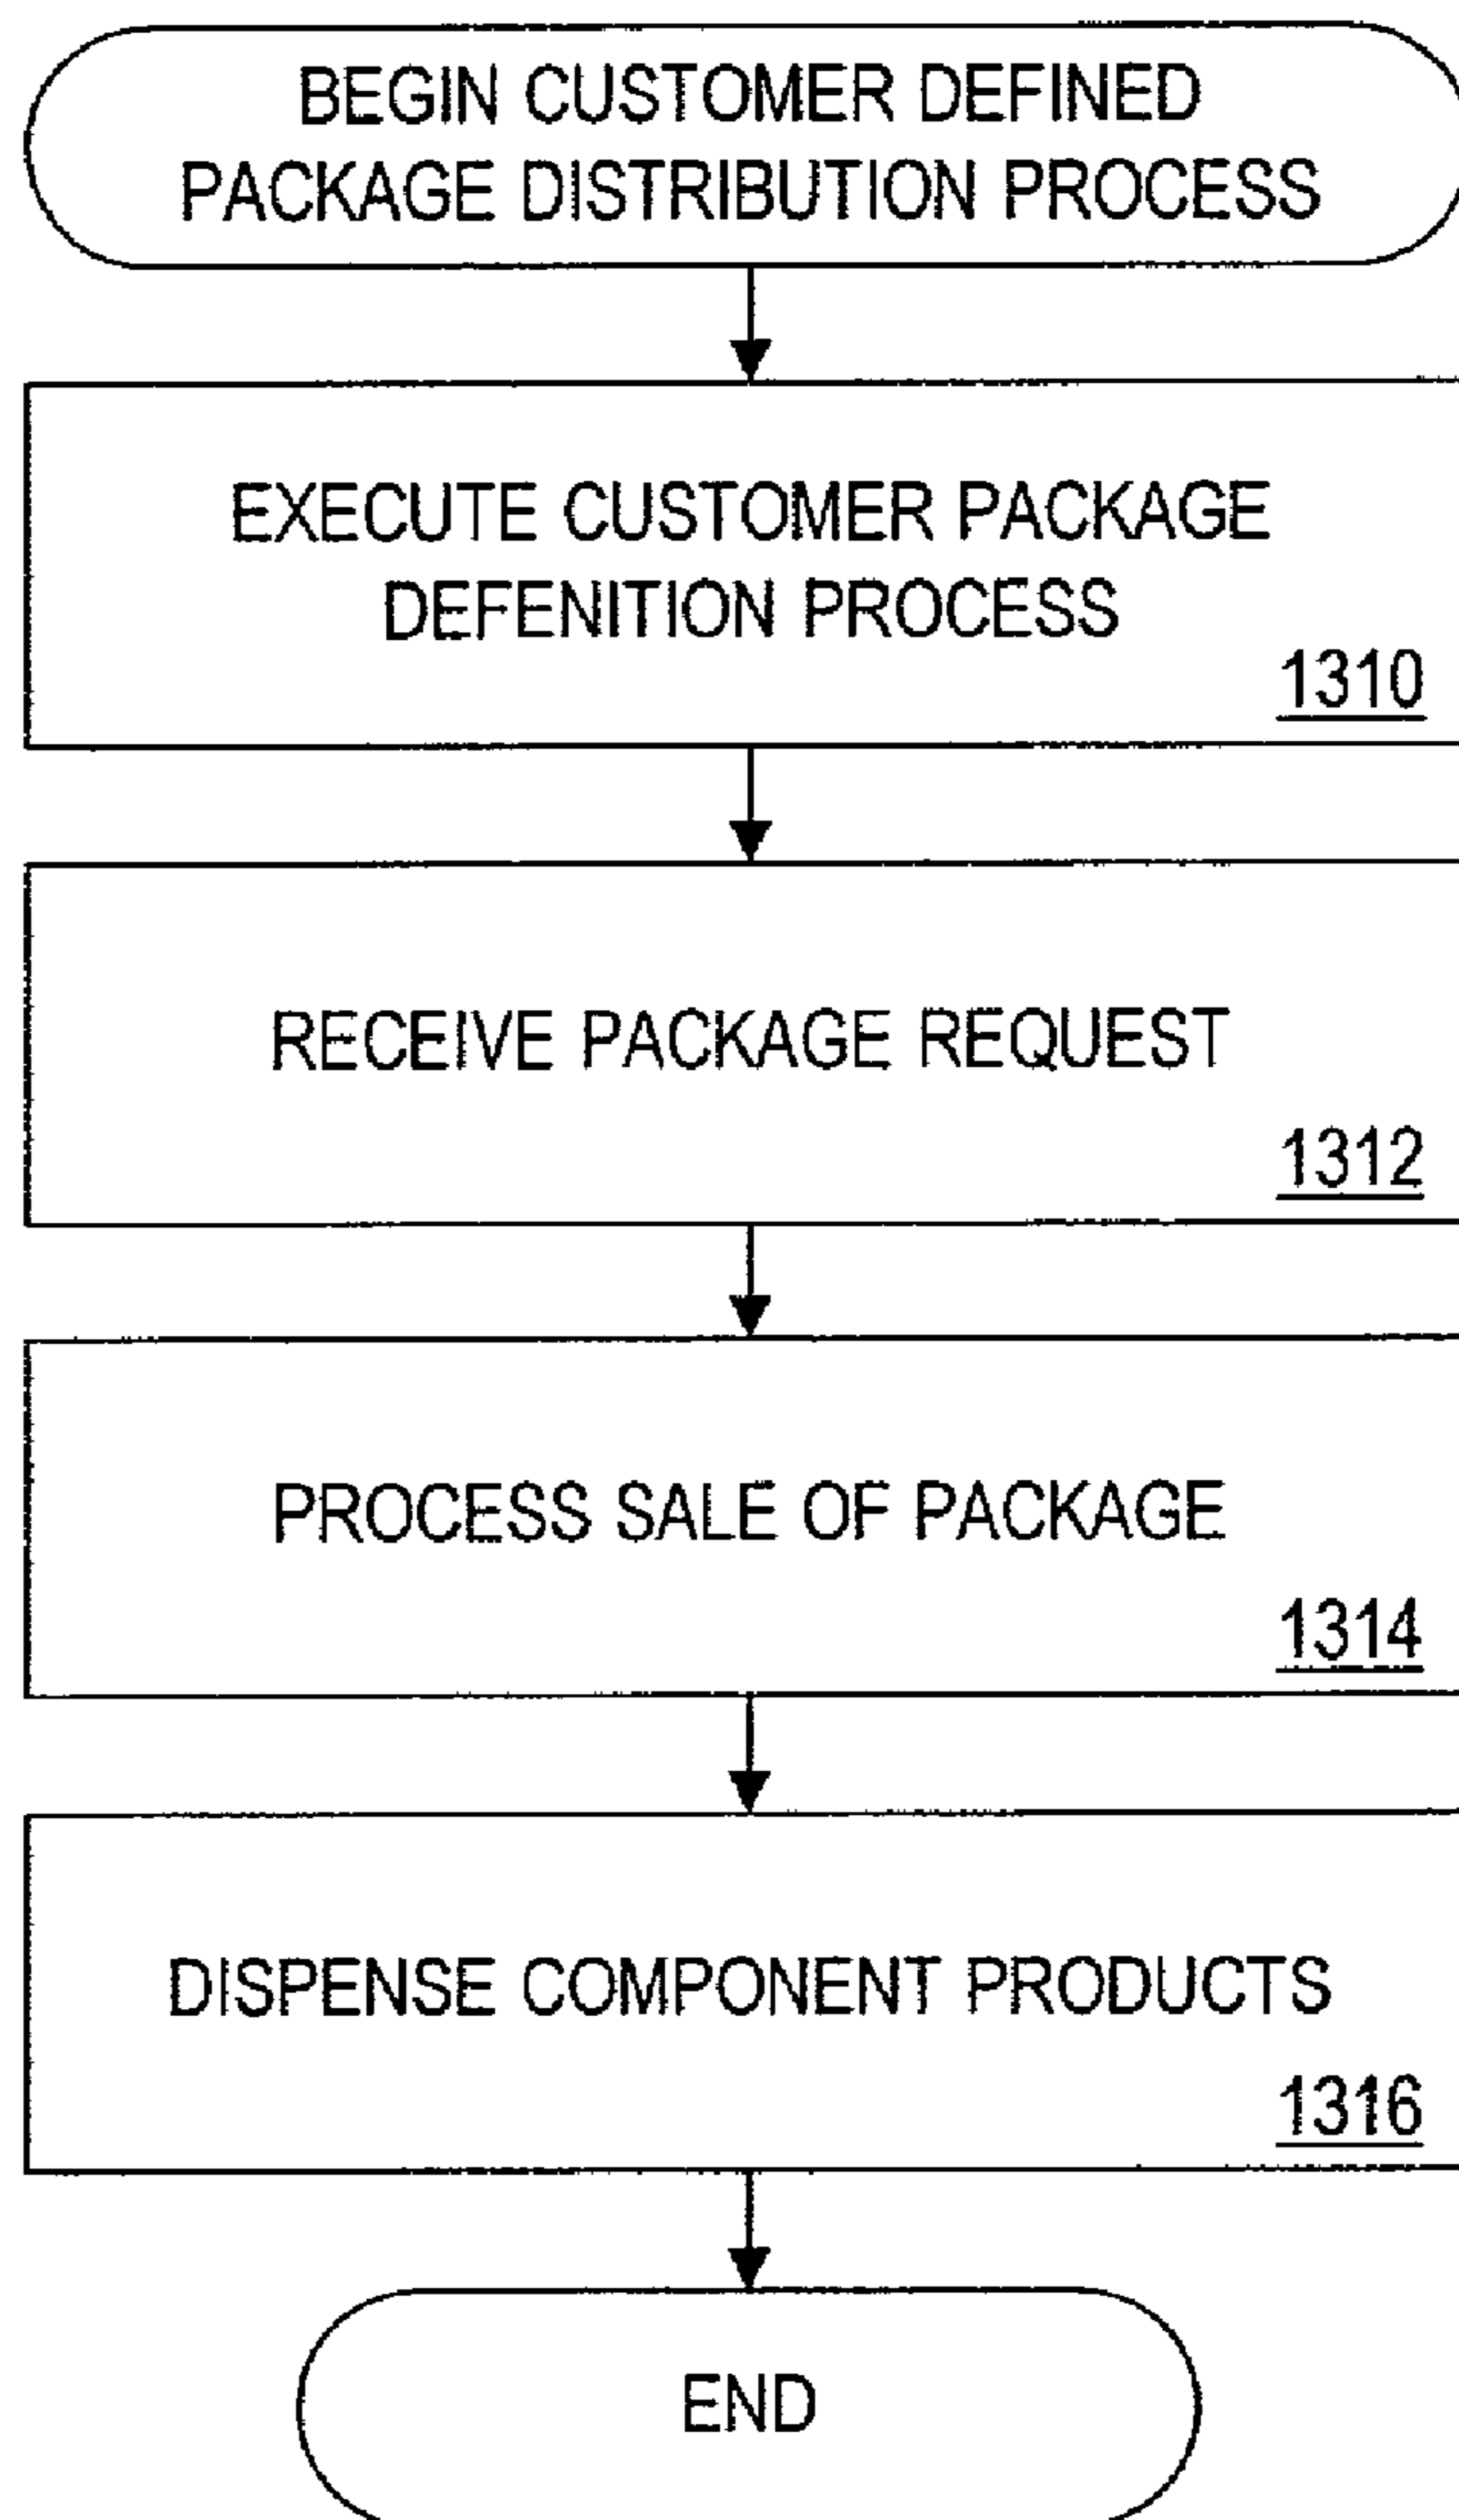 BEGIN CUSTOMER DEFINED
PACKAGE DISTRIBUTION PROCESS
EXECUTE CUSTOMER PACKAGE
DEFENITION PROCESS
1310
RECEIVE PACKAGE REQUEST
1312
PROCESS SALE OF PACKAGE
1314
DISPENSE COMPONENT PRODUCTS
1316
END